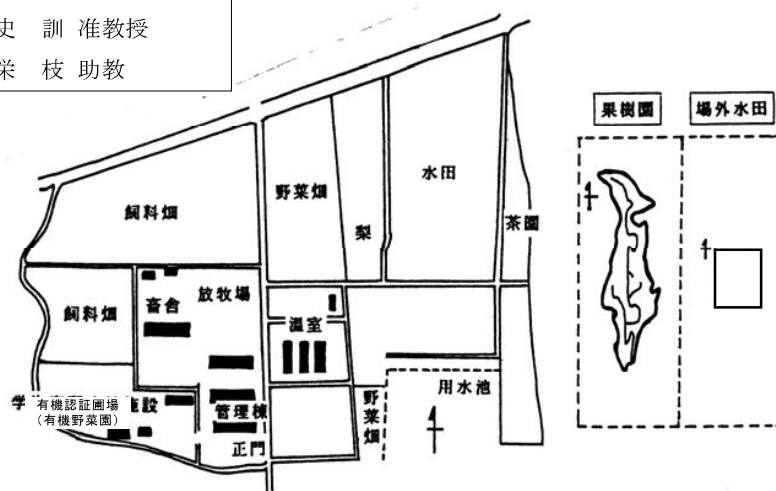 史 訓 准教授
栄 枝 助教
果樹園
場外水田
水田
野菜畑
飼料畑
梨
茶園
放牧場
畜舎
飼料畑
温室
用水池
学
施設
有機認証圃場
（有機野菜園）
管理棟
野菜畑
正門